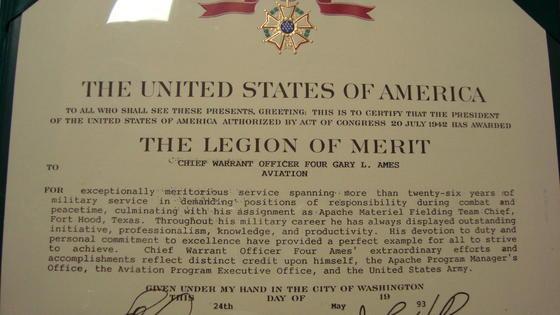 THE UNITED STATES OF AMERICA
TO ALL WHO SHALL SEE THESE PRESENTS, GREETING: THIS IS TO CERTIFY THAT THE PRESIDENT
OF THE UNITED STATES OF AMERICA AUTHORIZED BY ACT OF CONGRESS 20 JULY 1942 HAS AWARDED
THE LEGION OF MERIT
TO CHIEF WARRANT OFFICER FOUR GARY L. AMES
AVIATION
FOR exceptionally meritorious service spanning more than twenty-six years of
military service in demanding positions of responsibility during combat and
peacetime, culminating with his assignment as Apache Materiel Fielding Team Chief,
Fort Hood, Texas. Throughout his military career he has always displayed outstanding
initiative, professionalism, knowledge, and productivity. His devotion to duty and
personal commitment to excellence have provided a perfect example for all to strive
to achieve. Chief Warrant Officer Four Ames' extraordinary efforts and
accomplishments reflect distinct credit upon himself, the Apache Program Manager's
Office, the Aviation Program Executive Office, and the United States Army.
GIVEN UNDER MY HAND IN THE CITY OF WASHINGTON
THIS 24th DAY OF May 19 93